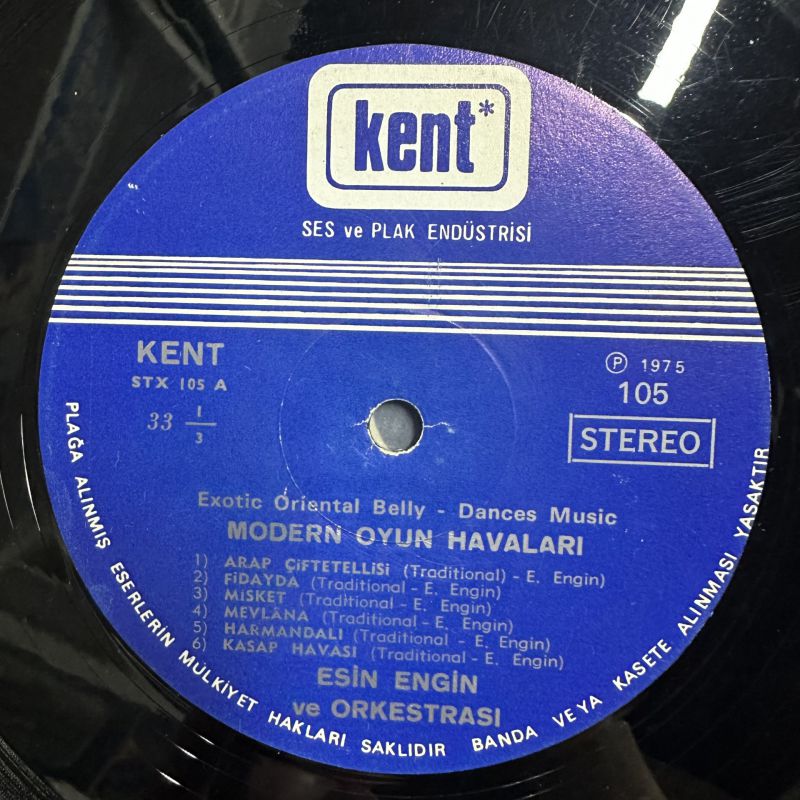 kent*
SES ve PLAK ENDÜSTRİSİ
KENT
STX 105 A
33 1/3
Ⓟ 1975
105
STEREO
Exotic Oriental Belly - Dances Music
MODERN OYUN HAVALARI
1) ARAP ÇİFTETELLİSİ (Traditional) - E. Engin)
2) FİDAYDA (Traditional - E. Engin)
3) MİSKET (Traditional - E. Engin)
4) MEVLÂNA (Traditional - E. Engin)
5) HARMANDALI (Traditional - E. Engin)
6) KASAP HAVASI (Traditional - E. Engin)
ESİN ENGİN
ve ORKESTRASI
PLAĞA ALINMIŞ ESERLERİN MÜLKİYET HAKLARI SAKLIDIR BANDA VEYA KASETE ALINMASI YASAKTIR